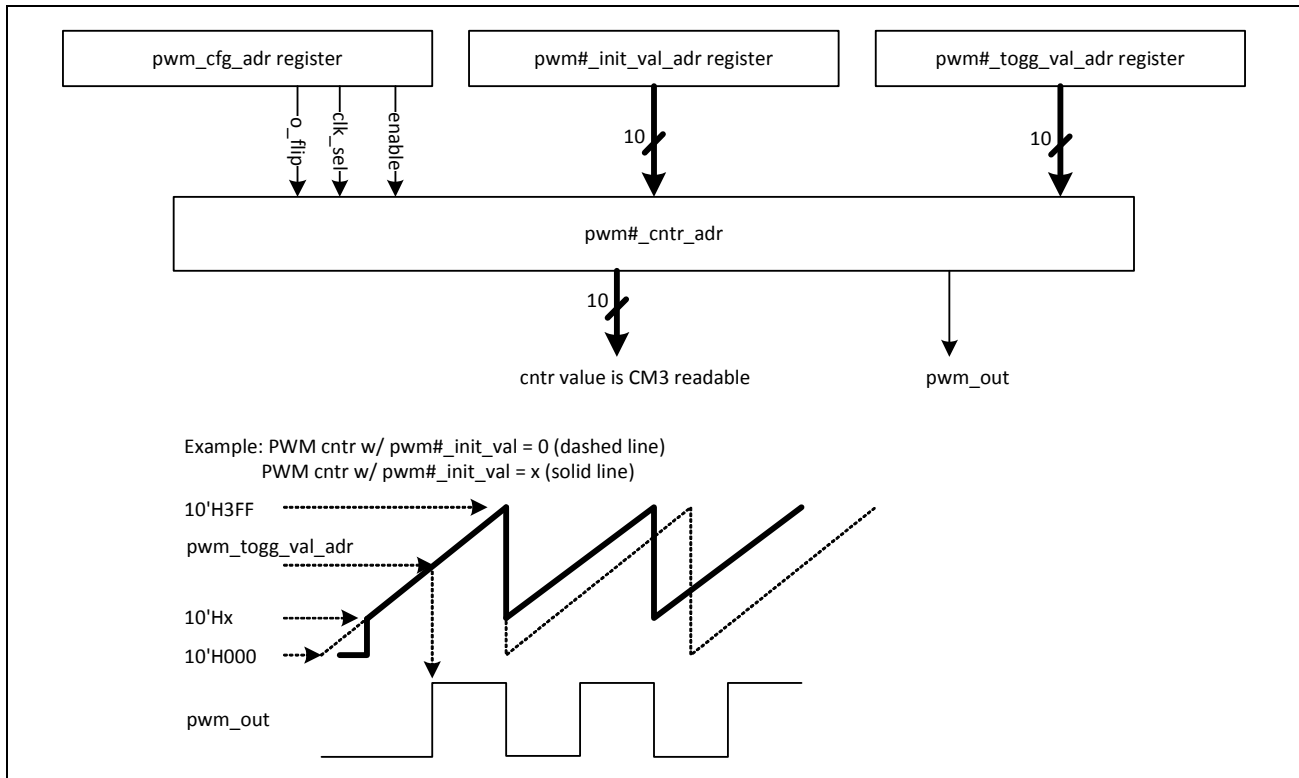 pwm_cfg_adr register
pwm#_init_val_adr register
pwm#_togg_val_adr register
o_flip
clk_sel
enable
10
10
pwm#_cntr_adr
10
cntr value is CM3 readable
pwm_out
Example: PWM cntr w/ pwm#_init_val = 0 (dashed line)
PWM cntr w/ pwm#_init_val = x (solid line)
10'H3FF
pwm_togg_val_adr
10'Hx
10'H000
pwm_out